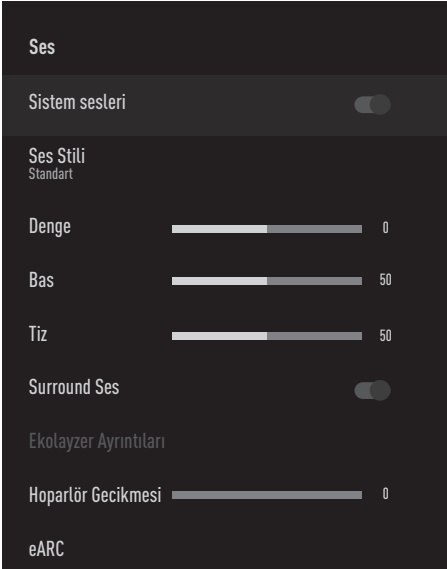 Ses
Sistem sesleri
Ses Stili
Standart
Denge 0
Bas 50
Tiz 50
Surround Ses
Ekolayzer Ayrıntıları
Hoparlör Gecikmesi 0
eARC